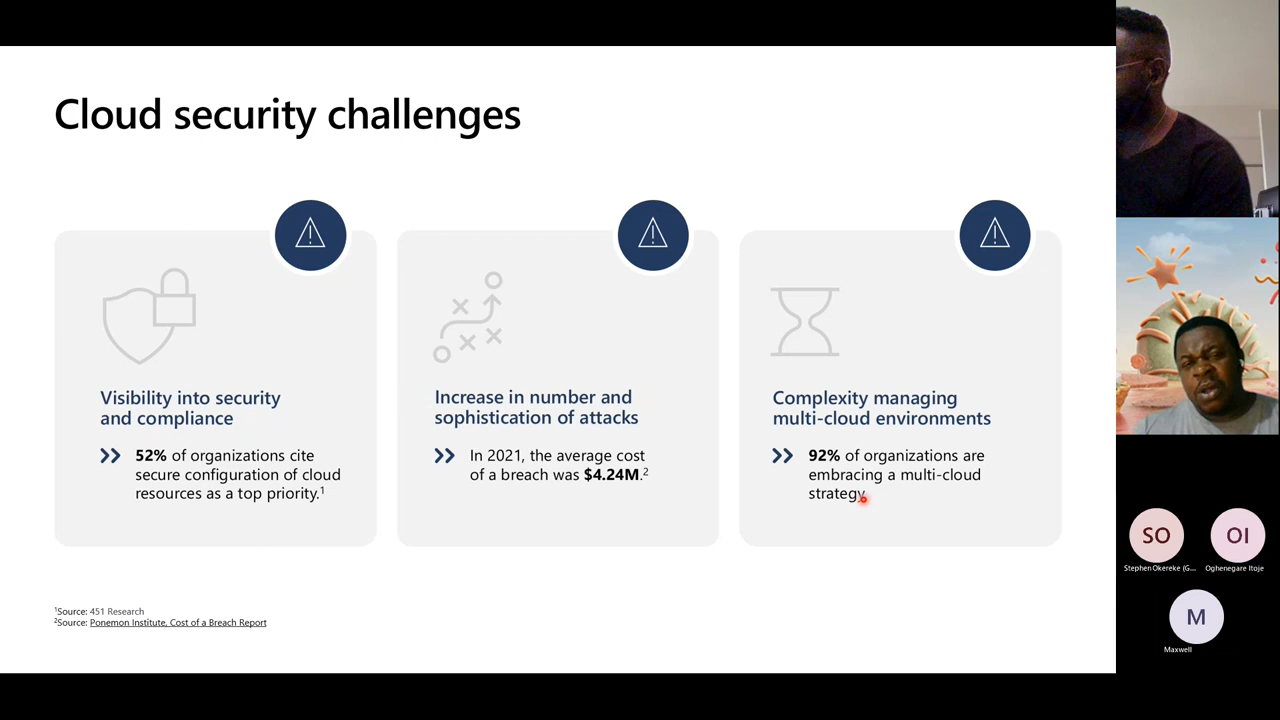 Cloud security challenges
Visibility into security
and compliance
52% of organizations cite
secure configuration of cloud
resources as a top priority.¹
Increase in number and
sophistication of attacks
In 2021, the average cost
of a breach was $4.24M.²
Complexity managing
multi-cloud environments
92% of organizations are
embracing a multi-cloud
strategy
¹Source: 451 Research
²Source: Ponemon Institute, Cost of a Breach Report
SO
Stephen Okereke (G...
OI
Oghenegare Itoje
M
Maxwell